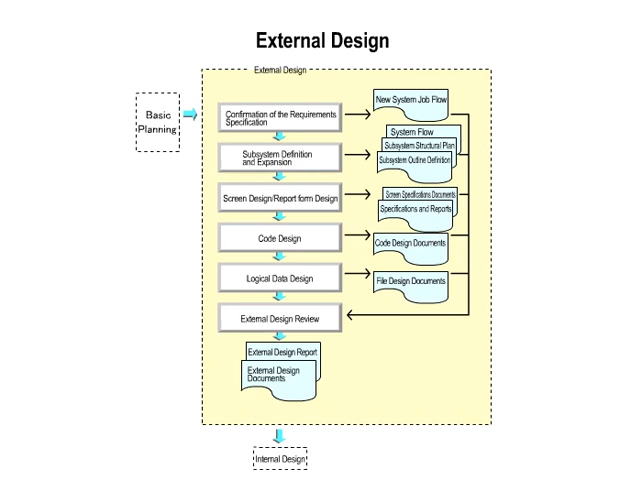 External Design
External Design
Basic
Planning
Confirmation of the Requirements
Specification
New System Job Flow
Subsystem Definition
and Expansion
System Flow
Subsystem Structural Plan
Subsystem Outline Definition
Screen Design/Report form Design
Screen Specifications Documents
Specifications and Reports
Code Design
Code Design Documents
Logical Data Design
File Design Documents
External Design Review
External Design Report
External Design
Documents
Internal Design